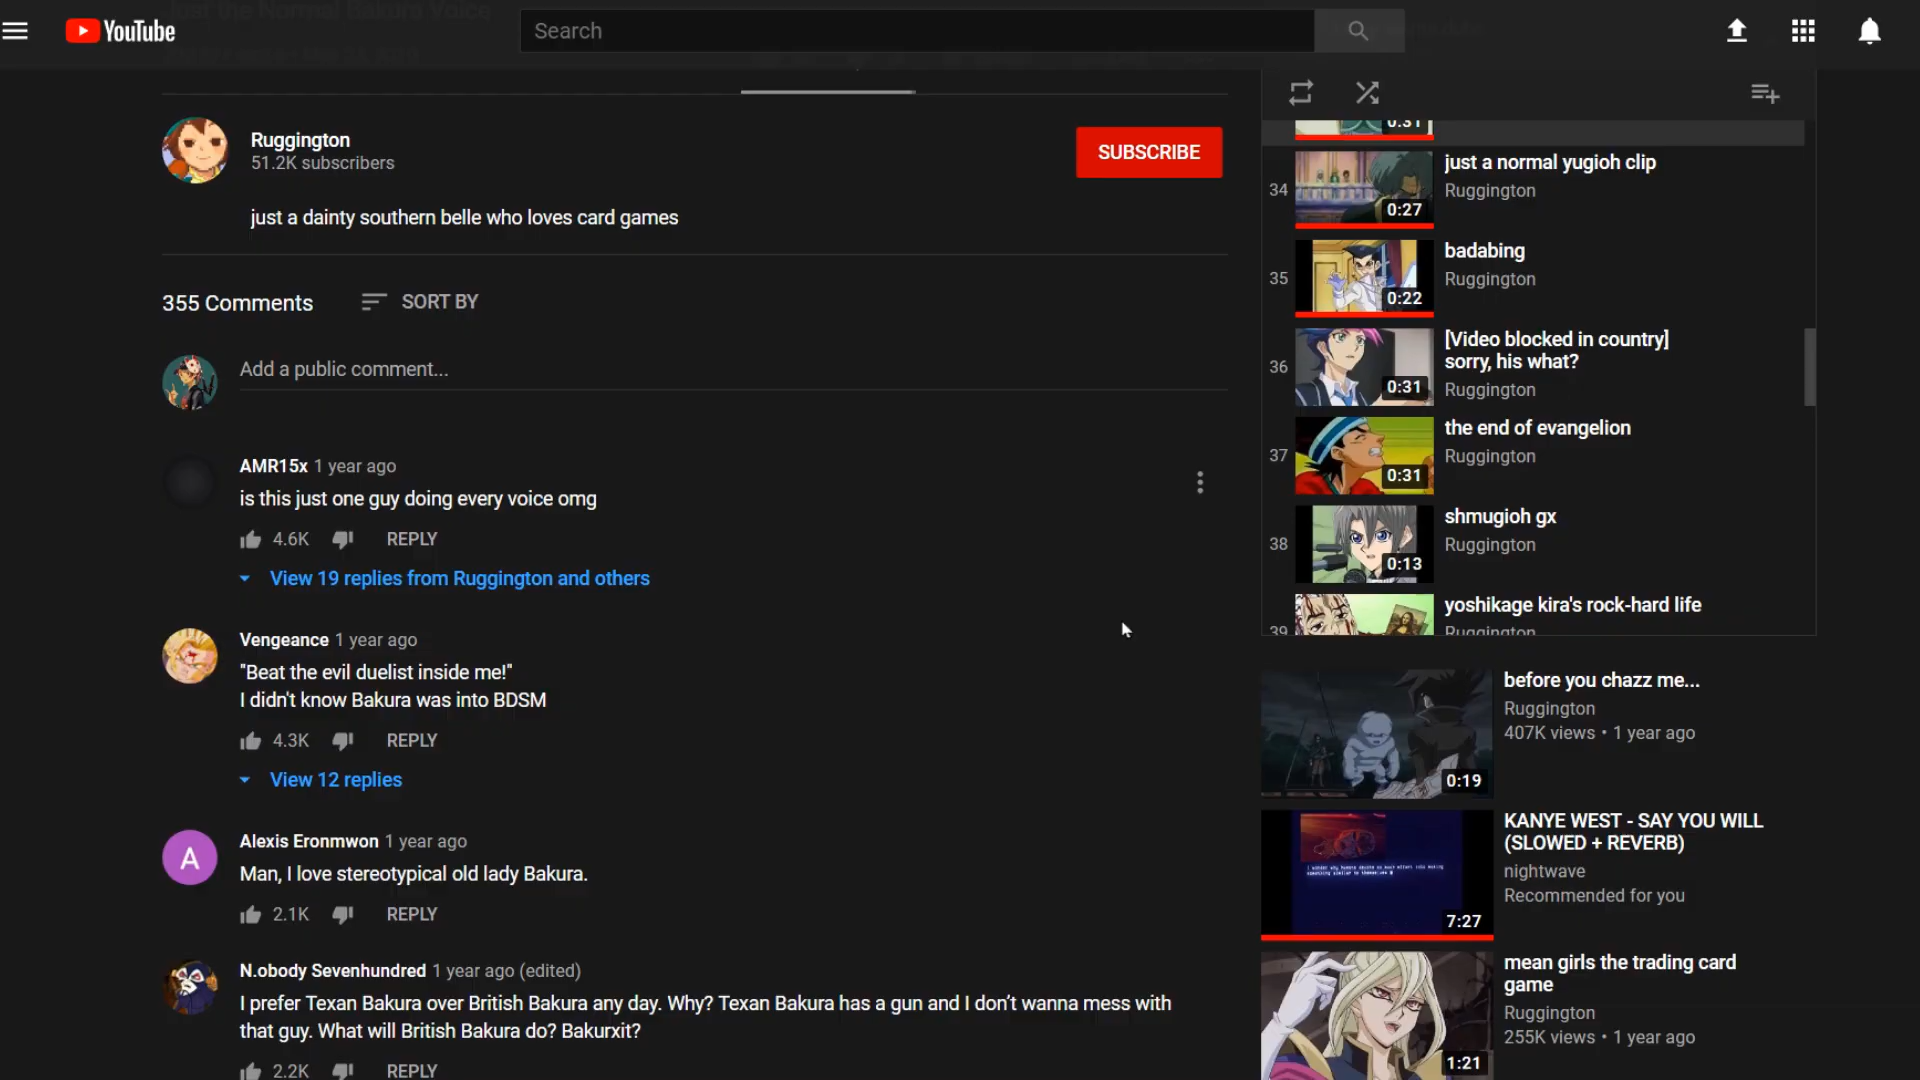 Just the Normal Bakura Voice
YouTube
Search
Ruggington
51.2K subscribers
SUBSCRIBE
just a dainty southern belle who loves card games
355 Comments
SORT BY
Add a public comment...
AMR15x 1 year ago
is this just one guy doing every voice omg
4.6K
REPLY
View 19 replies from Ruggington and others
Vengeance 1 year ago
"Beat the evil duelist inside me!"
I didn't know Bakura was into BDSM
4.3K
REPLY
View 12 replies
A
Alexis Eronmwon 1 year ago
Man, I love stereotypical old lady Bakura.
2.1K
REPLY
N.obody Sevenhundred 1 year ago (edited)
I prefer Texan Bakura over British Bakura any day. Why? Texan Bakura has a gun and I don’t wanna mess with
that guy. What will British Bakura do? Bakurxit?
2.2K
REPLY
0:31
34
0:27
just a normal yugioh clip
Ruggington
35
0:22
badabing
Ruggington
36
0:31
[Video blocked in country]
sorry, his what?
Ruggington
37
0:31
the end of evangelion
Ruggington
38
0:13
shmugioh gx
Ruggington
39
yoshikage kira's rock-hard life
Ruggington
0:19
before you chazz me...
Ruggington
407K views • 1 year ago
7:27
KANYE WEST - SAY YOU WILL
(SLOWED + REVERB)
nightwave
Recommended for you
1:21
mean girls the trading card
game
Ruggington
255K views • 1 year ago